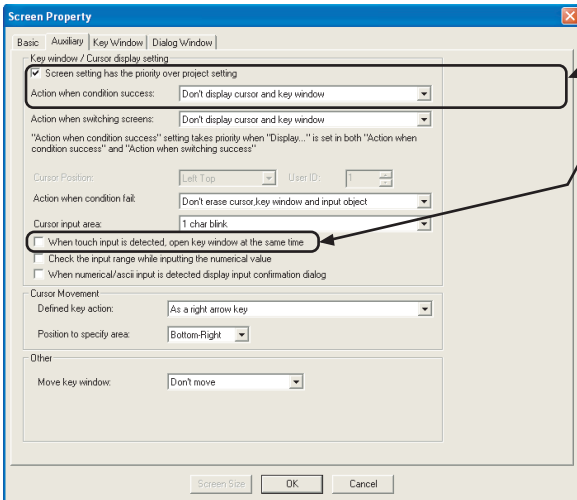 Screen Property
Basic Auxiliary Key Window Dialog Window
Key window / Cursor display setting
Screen setting has the priority over project setting
Action when condition success: Don't display cursor and key window
Action when switching screens: Don't display cursor and key window
"Action when condition success" setting takes priority when "Display..." is set in both "Action when
condition success" and "Action when switching success"
Cursor Position: Left Top User ID: 1
Action when condition fail: Don't erase cursor,key window and input object
Cursor input area: 1 char blink
When touch input is detected, open key window at the same time
Check the input range while inputting the numerical value
When numerical/ascii input is detected display input confirmation dialog
Cursor Movement
Defined key action: As a right arrow key
Position to specify area: Bottom-Right
Other
Move key window: Don't move
Screen Size OK Cancel